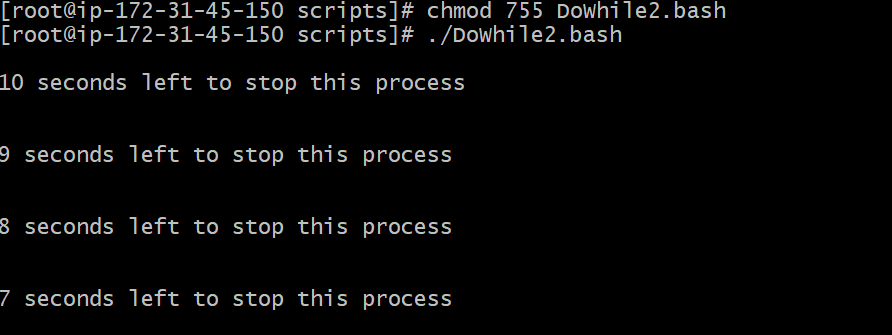 [root@ip-172-31-45-150 scripts]# chmod 755 DoWhile2.bash
[root@ip-172-31-45-150 scripts]# ./DoWhile2.bash
10 seconds left to stop this process
9 seconds left to stop this process
8 seconds left to stop this process
7 seconds left to stop this process